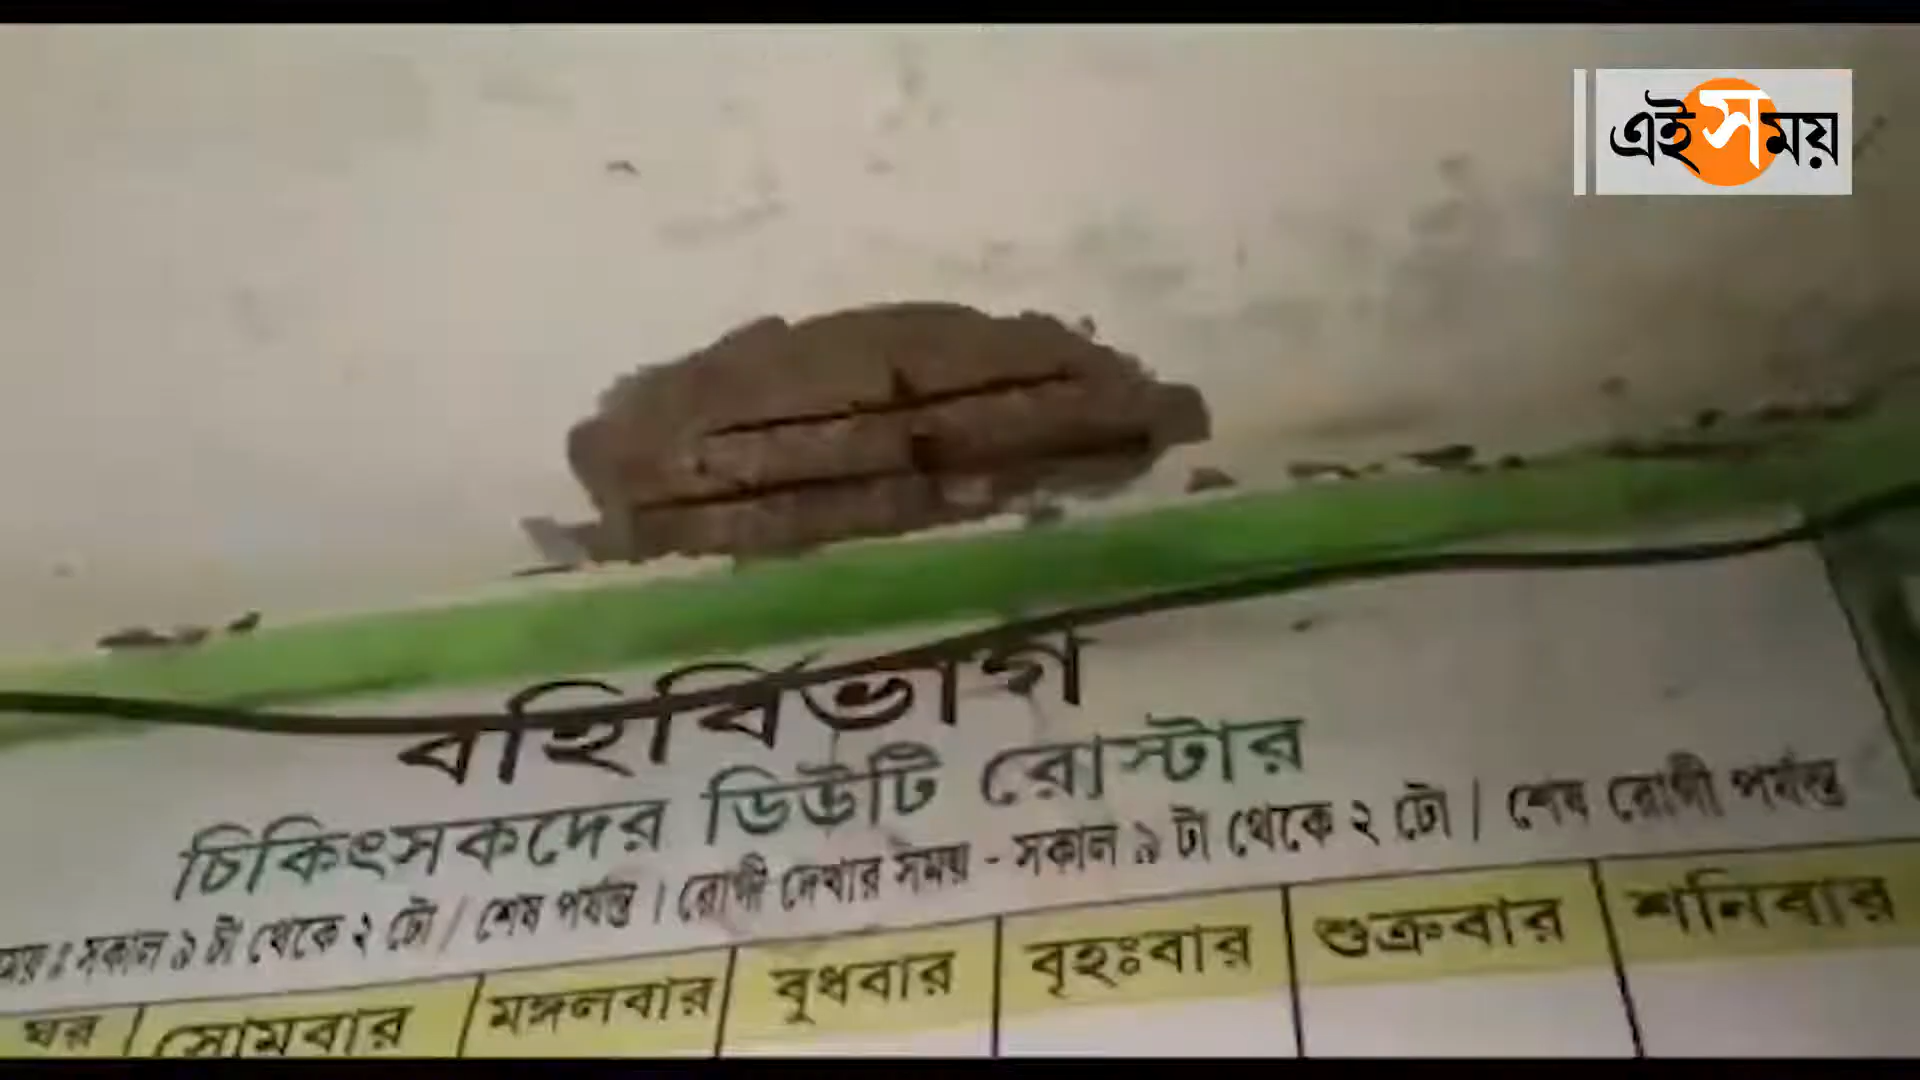 এই সময়
বহির্বিভাগ
চিকিৎসকদের ডিউটি রোস্টার
সকাল ৯ টা থেকে ২ টো / শেষ পর্যন্ত । রোগী দেখার সময় - সকাল ৯ টা থেকে ২ টো / শেষ রোগী পর্যন্ত
ঘর সোমবার মঙ্গলবার বুধবার বৃহঃবার শুক্রবার শনিবার